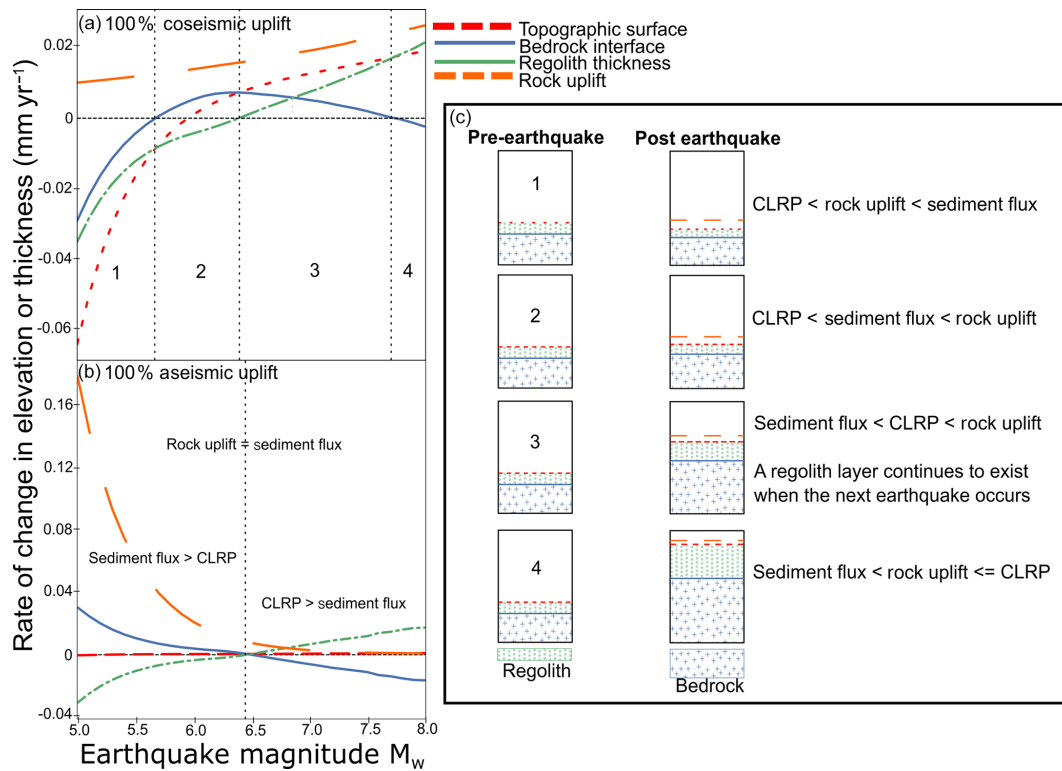 (a) 100% coseismic uplift
Topographic surface
Bedrock interface
Regolith thickness
Rock uplift
Rate of change in elevation or thickness (mm yr⁻¹)
0.02
0
-0.02
-0.04
-0.06
1
2
3
4
(b) 100% aseismic uplift
0.16
0.12
0.08
0.04
0
-0.04
Rock uplift = sediment flux
Sediment flux > CLRP
CLRP > sediment flux
5.0 5.5 6.0 6.5 7.0 7.5 8.0
Earthquake magnitude Mw
(c)
Pre-earthquake Post earthquake
1
CLRP < rock uplift < sediment flux
2
CLRP < sediment flux < rock uplift
3
Sediment flux < CLRP < rock uplift
A regolith layer continues to exist
when the next earthquake occurs
4
Sediment flux < rock uplift <= CLRP
Regolith
Bedrock